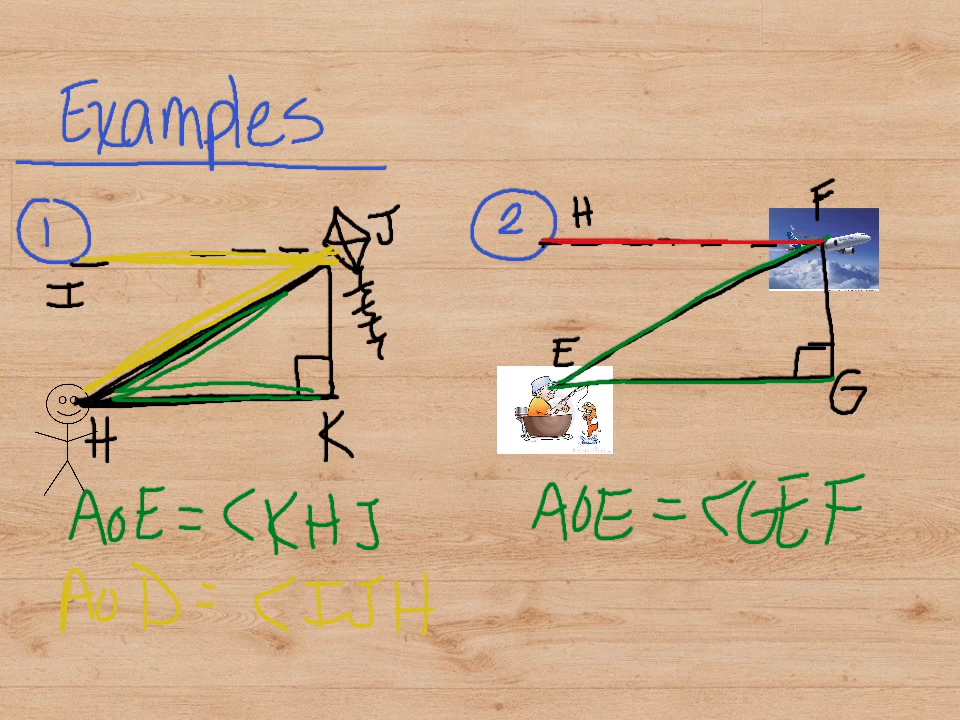 Examples
1
J
I
H
K
2
H
F
E
G
AoE = <KHJ
AoD = <IJH
AoE = <GEF